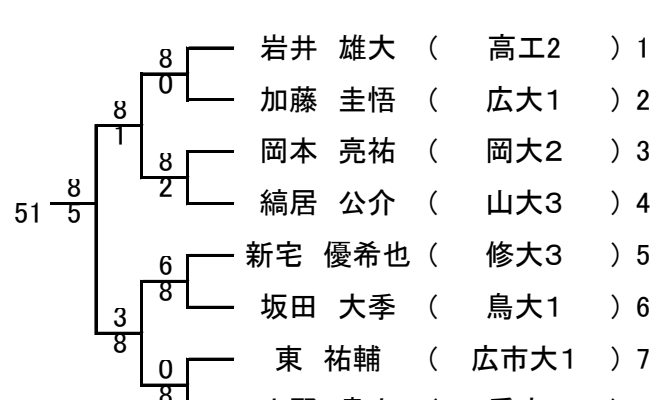 岩井 雄大 ( 高工2 ) 1
8
0
加藤 圭悟 ( 広大1 ) 2
8
1
岡本 亮祐 ( 岡大2 ) 3
8
2
縞居 公介 ( 山大3 ) 4
8
51
5
新宅 優希也 ( 修大3 ) 5
6
8
坂田 大季 ( 鳥大1 ) 6
3
8
東 祐輔 ( 広市大1 ) 7
0
8